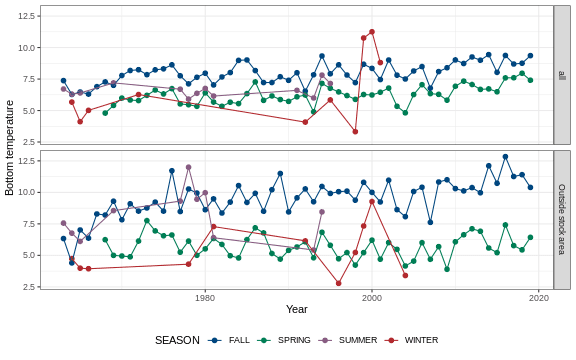 12.5
10.0
7.5
5.0
2.5
all
12.5
10.0
7.5
5.0
2.5
Outside stock area
Bottom temperature
1980
2000
2020
Year
SEASON FALL SPRING SUMMER WINTER